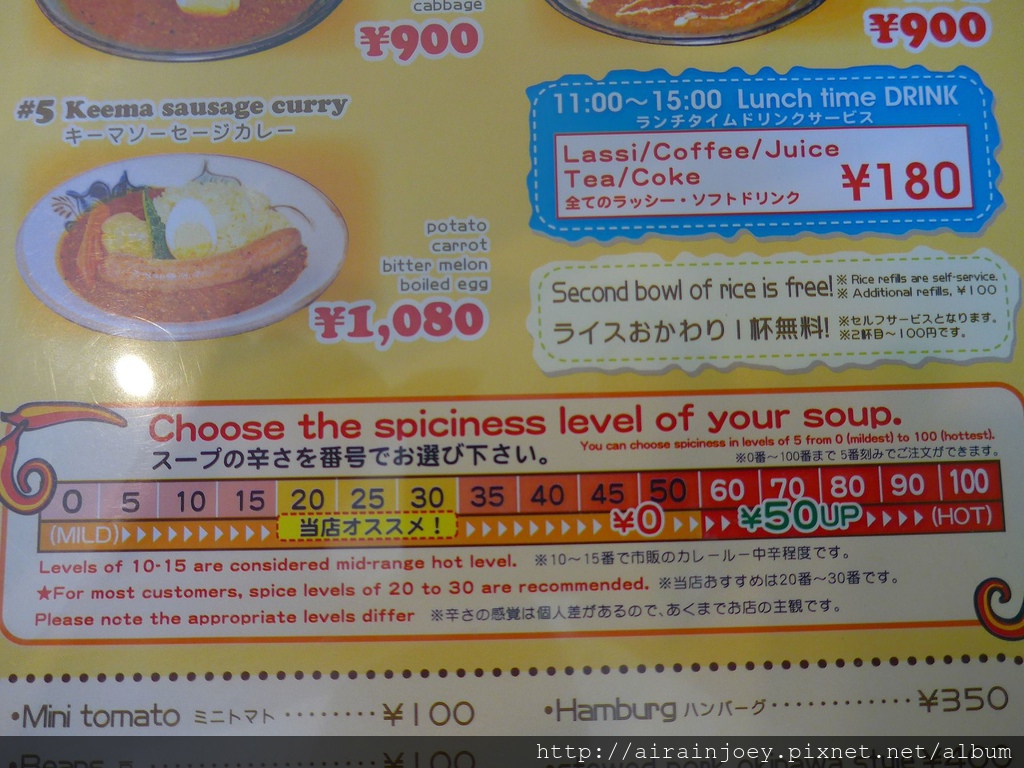 cabbage
¥900
¥900
#5 Keema sausage curry
キーマソーセージカレー
potato
carrot
bitter melon
boiled egg
¥1,080
11:00～15:00 Lunch time DRINK
ランチタイムドリンクサービス
Lassi/Coffee/Juice
Tea/Coke
¥180
全てのラッシー・ソフトドリンク
Second bowl of rice is free!
※ Rice refills are self-service.
※ Additional refills, ¥100
ライスおかわり1杯無料!
※セルフサービスとなります。
※2杯目～100円です。
Choose the spiciness level of your soup.
You can choose spiciness in levels of 5 from 0 (mildest) to 100 (hottest).
スープの辛さを番号でお選び下さい。
※0番～100番まで 5番刻みでご注文ができます。
0 5 10 15 20 25 30 35 40 45 50 60 70 80 90 100
(MILD) 当店オススメ! ¥0 ¥50UP (HOT)
Levels of 10-15 are considered mid-range hot level. ※10～15番で市販のカレールー中辛程度です。
★For most customers, spice levels of 20 to 30 are recommended. ※当店おすすめは20番～30番です。
Please note the appropriate levels differ ※辛さの感覚は個人差があるので、あくまでお店の主観です。
•Mini tomato ミニトマト ········ ¥100
•Hamburg ハンバーグ ············ ¥350
http://airainjoey.pixnet.net/album